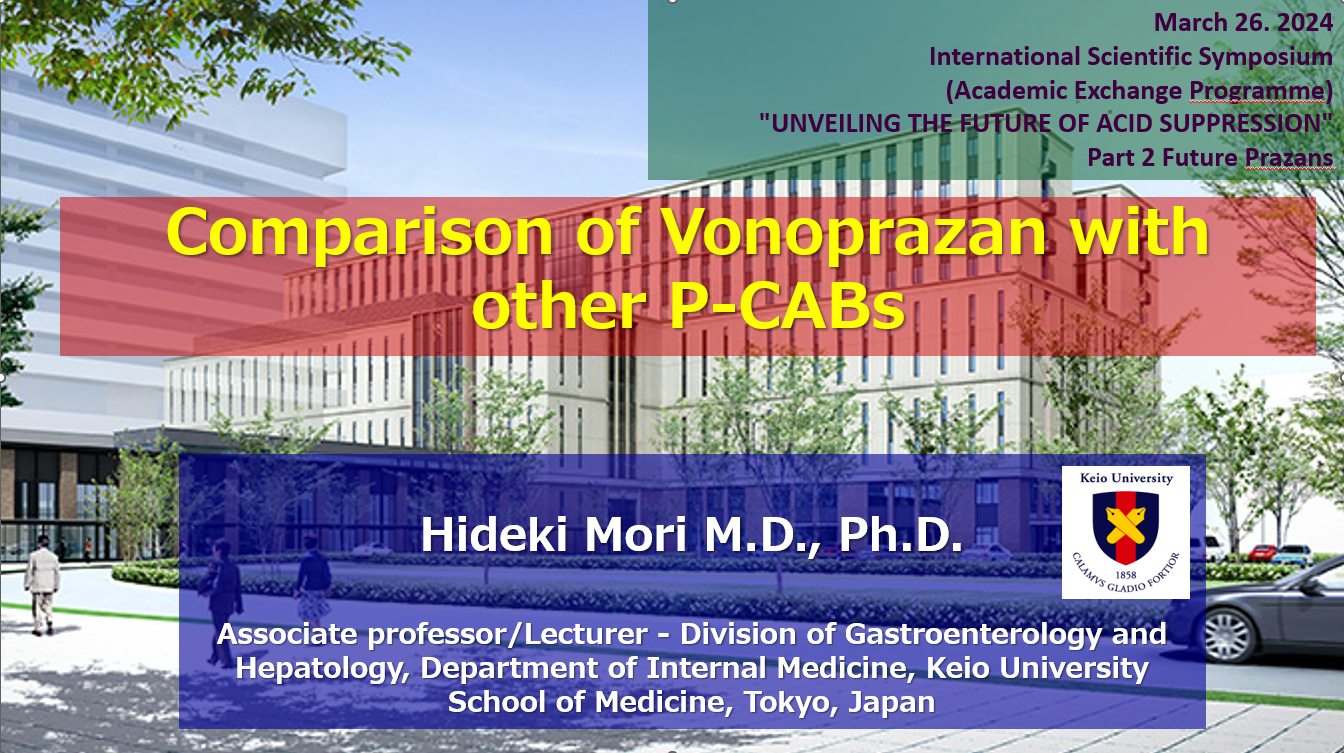 March 26. 2024
International Scientific Symposium
(Academic Exchange Programme)
"UNVEILING THE FUTURE OF ACID SUPPRESSION"
Part 2 Future Prazans
Comparison of Vonoprazan with
other P-CABs
Keio University
1858
CALAMVS GLADIO FORTIOR
Hideki Mori M.D., Ph.D.
Associate professor/Lecturer - Division of Gastroenterology and
Hepatology, Department of Internal Medicine, Keio University
School of Medicine, Tokyo, Japan